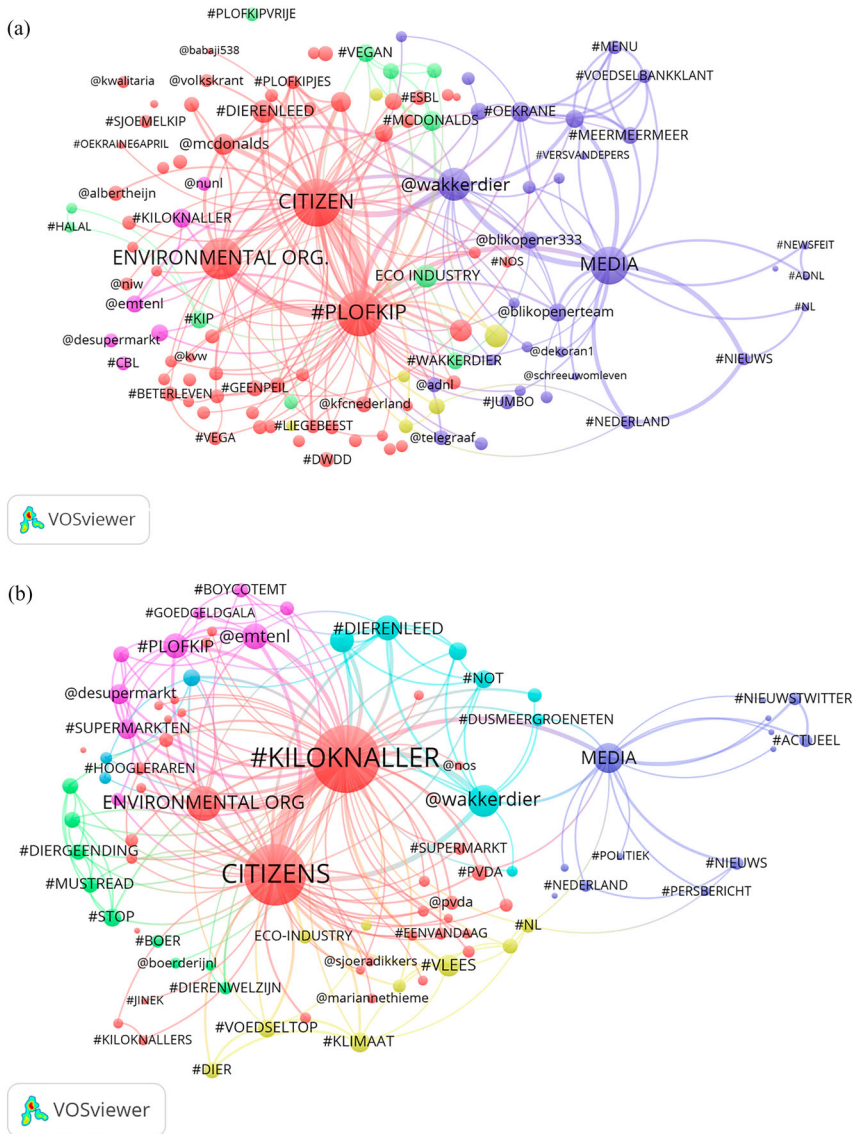 (a)
#PLOFKIPVRIJE
@babaji538
#VEGAN
#MENU
@kwalitaria
@volkskrant
#PLOFKIPJES
#VOEDSELBANKKLANT
#DIERENLEED
#ESBL
#OEKRANE
#SJOEMELKIP
#MCDONALDS
#MEERMEERMEER
#OEKRAINE6APRIL
@mcdonalds
#VERSVANDEPERS
@nunl
@wakkerdier
@albertheijn
CITIZEN
#KILOKNALLER
#HALAL
@blikopener333
#NEWSFEIT
ENVIRONMENTAL ORG.
#NOS
MEDIA
ECO INDUSTRY
#ADNL
@niw
@emtenl
#PLOFKIP
#NL
#KIP
@blikopenerteam
@desupermarkt
@kvw
#WAKKERDIER
@dekoran1
#NIEUWS
#CBL
@schreeuwomleven
@adnl
#BETERLEVEN
#GEENPEIL
@kfcnederland
#JUMBO
#LIEGEBEEST
#NEDERLAND
#VEGA
@telegraaf
#DWDD
VOSviewer
(b)
#BOYCOTEMT
#GOEDGELDGALA
#DIERENLEED
@emtenl
#PLOFKIP
#NOT
@desupermarkt
#NIEUWSTWITTER
#DUSMEERGROENETEN
#SUPERMARKTEN
#ACTUEEL
#KILOKNALLER
@nos
MEDIA
#HOOGLERAREN
@wakkerdier
ENVIRONMENTAL ORG
#DIERGEENDING
#SUPERMARKT
#POLITIEK
CITIZENS
#PVDA
#NIEUWS
#MUSTREAD
#NEDERLAND
#PERSBERICHT
@pvda
#STOP
#NL
#EENVANDAAG
#BOER
ECO-INDUSTRY
@boerderijnl
@sjoeradikkers
#VLEES
#DIERENWELZIJN
@mariannethieme
#JINEK
#VOEDSELTOP
#KILOKNALLERS
#KLIMAAT
#DIER
VOSviewer